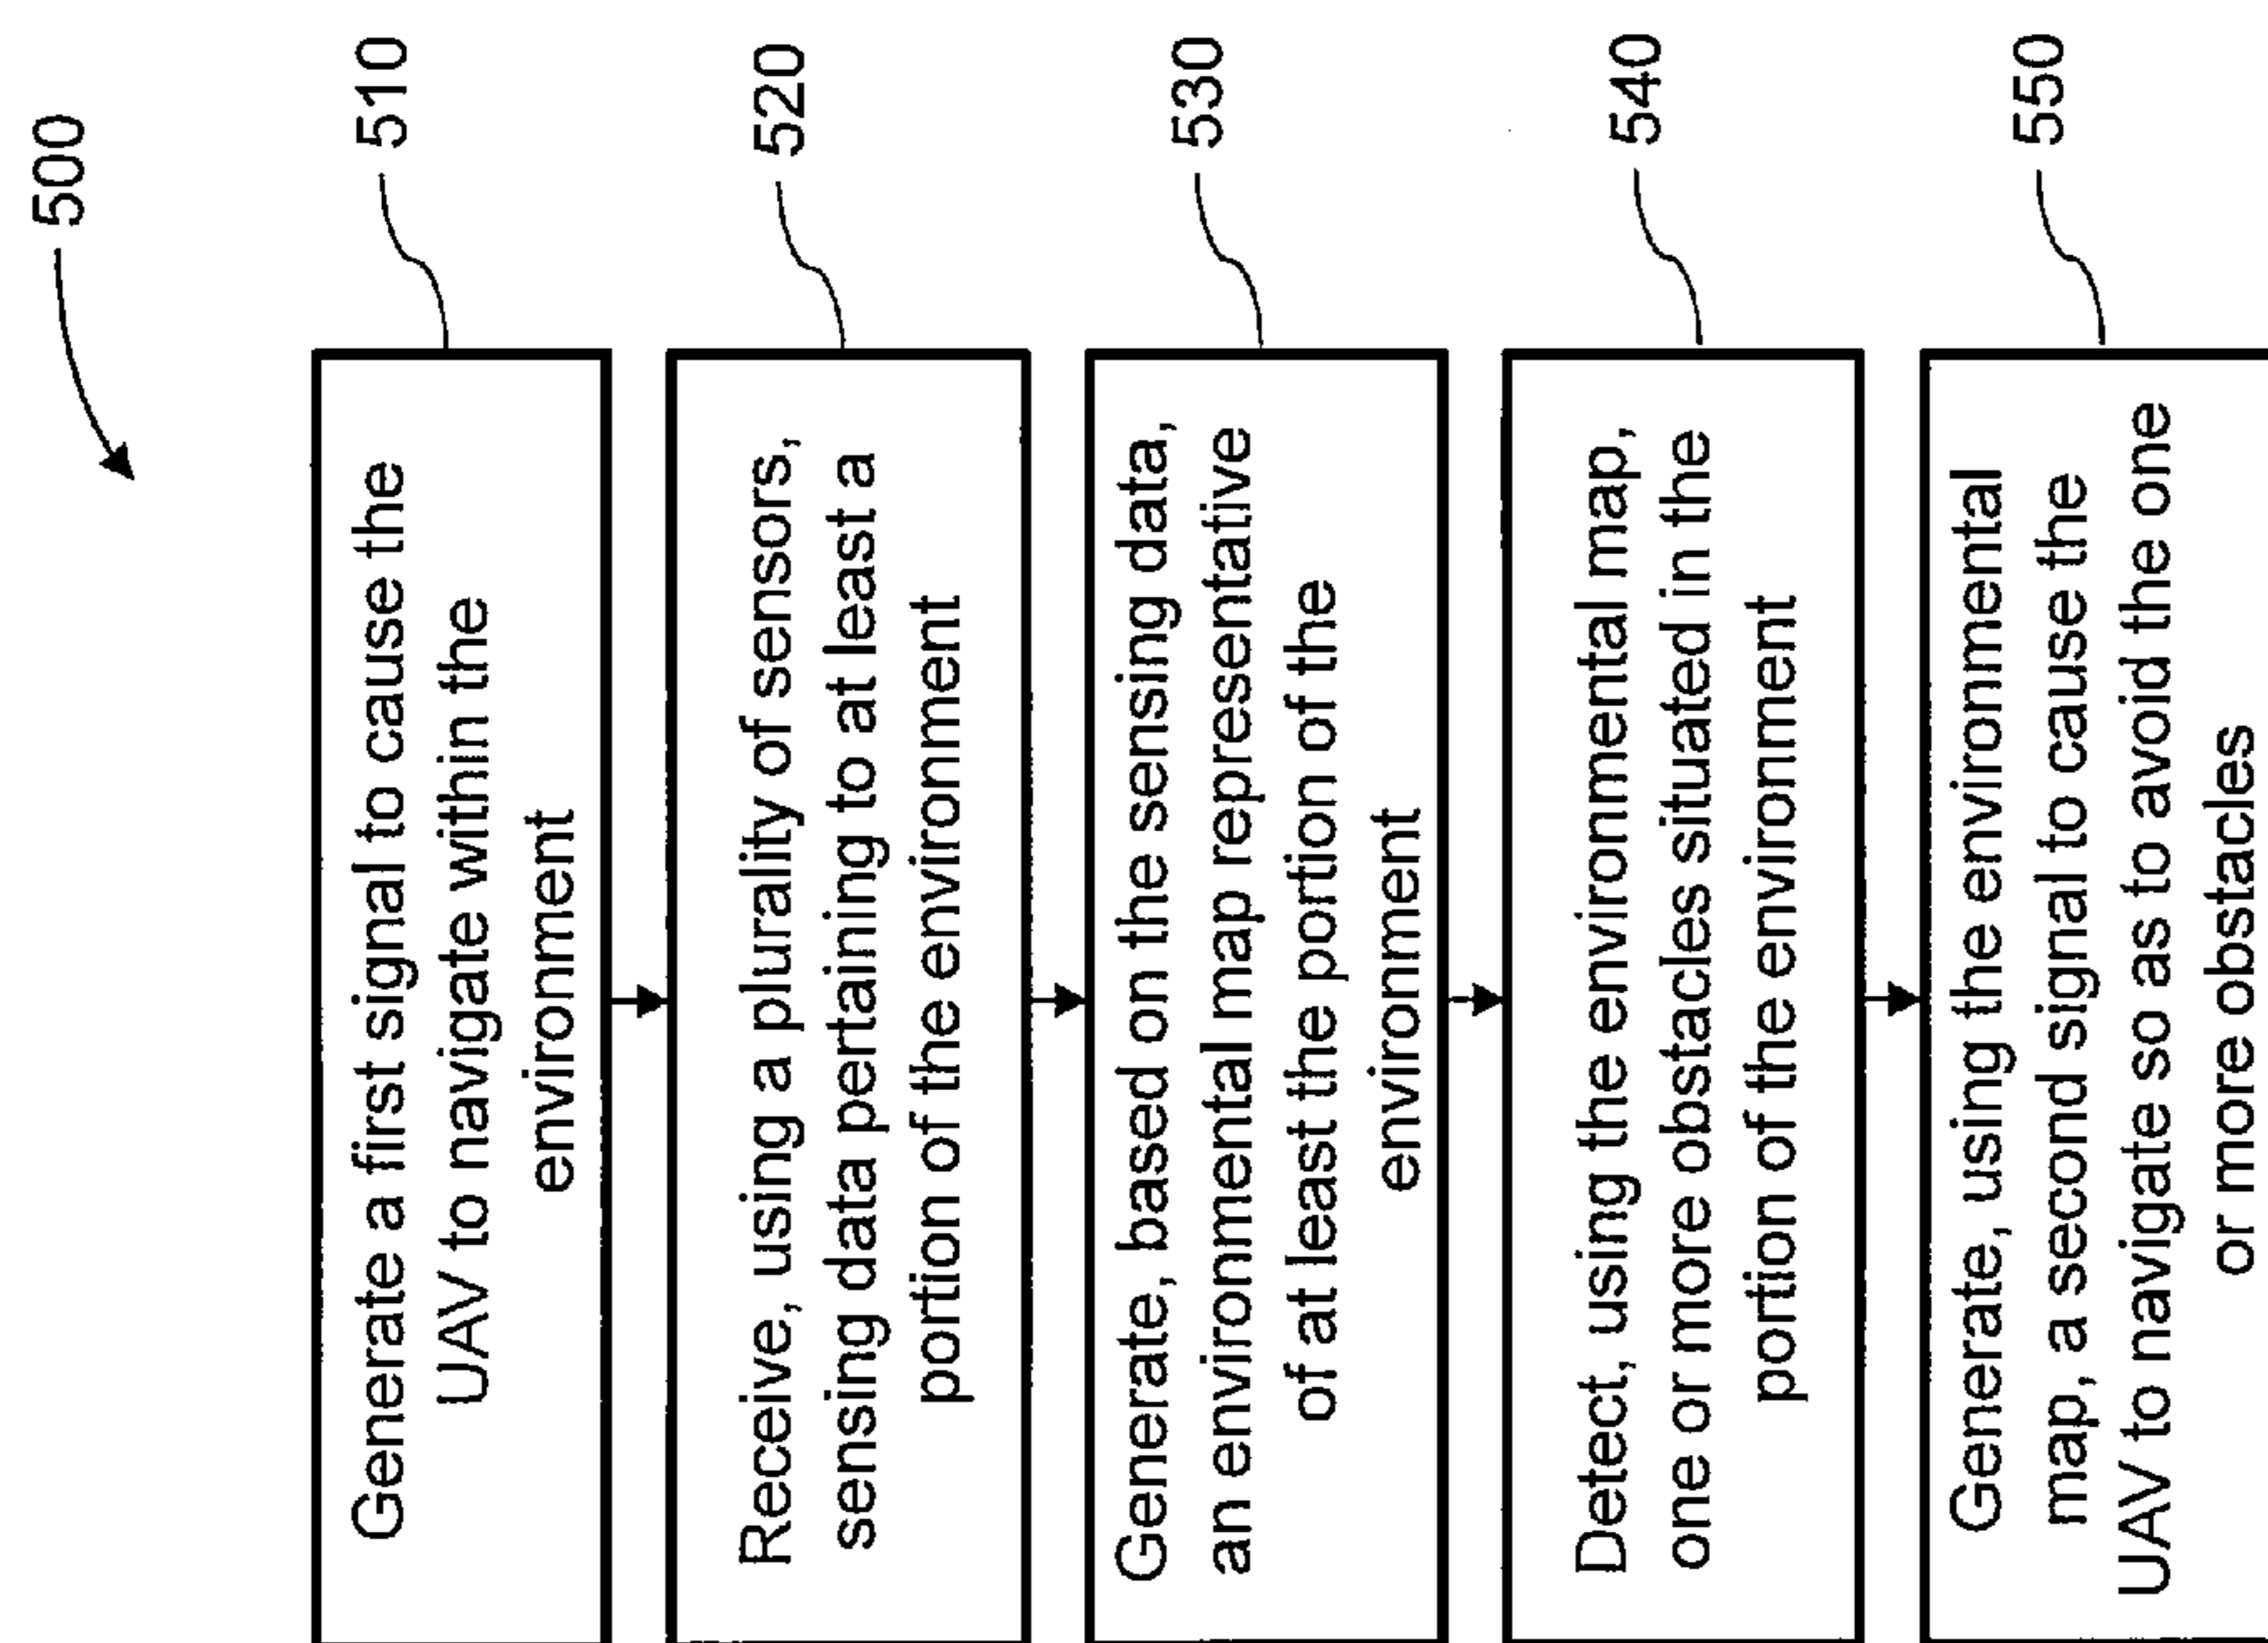 500
Generate a first signal to cause the
UAV to navigate within the
environment
510
Receive, using a plurality of sensors,
sensing data pertaining to at least a
portion of the environment
520
Generate, based on the sensing data,
an environmental map representative
of at least the portion of the
environment
530
Detect, using the environmental map,
one or more obstacles situated in the
portion of the environment
540
Generate, using the environmental
map, a second signal to cause the
UAV to navigate so as to avoid the one
or more obstacles
550